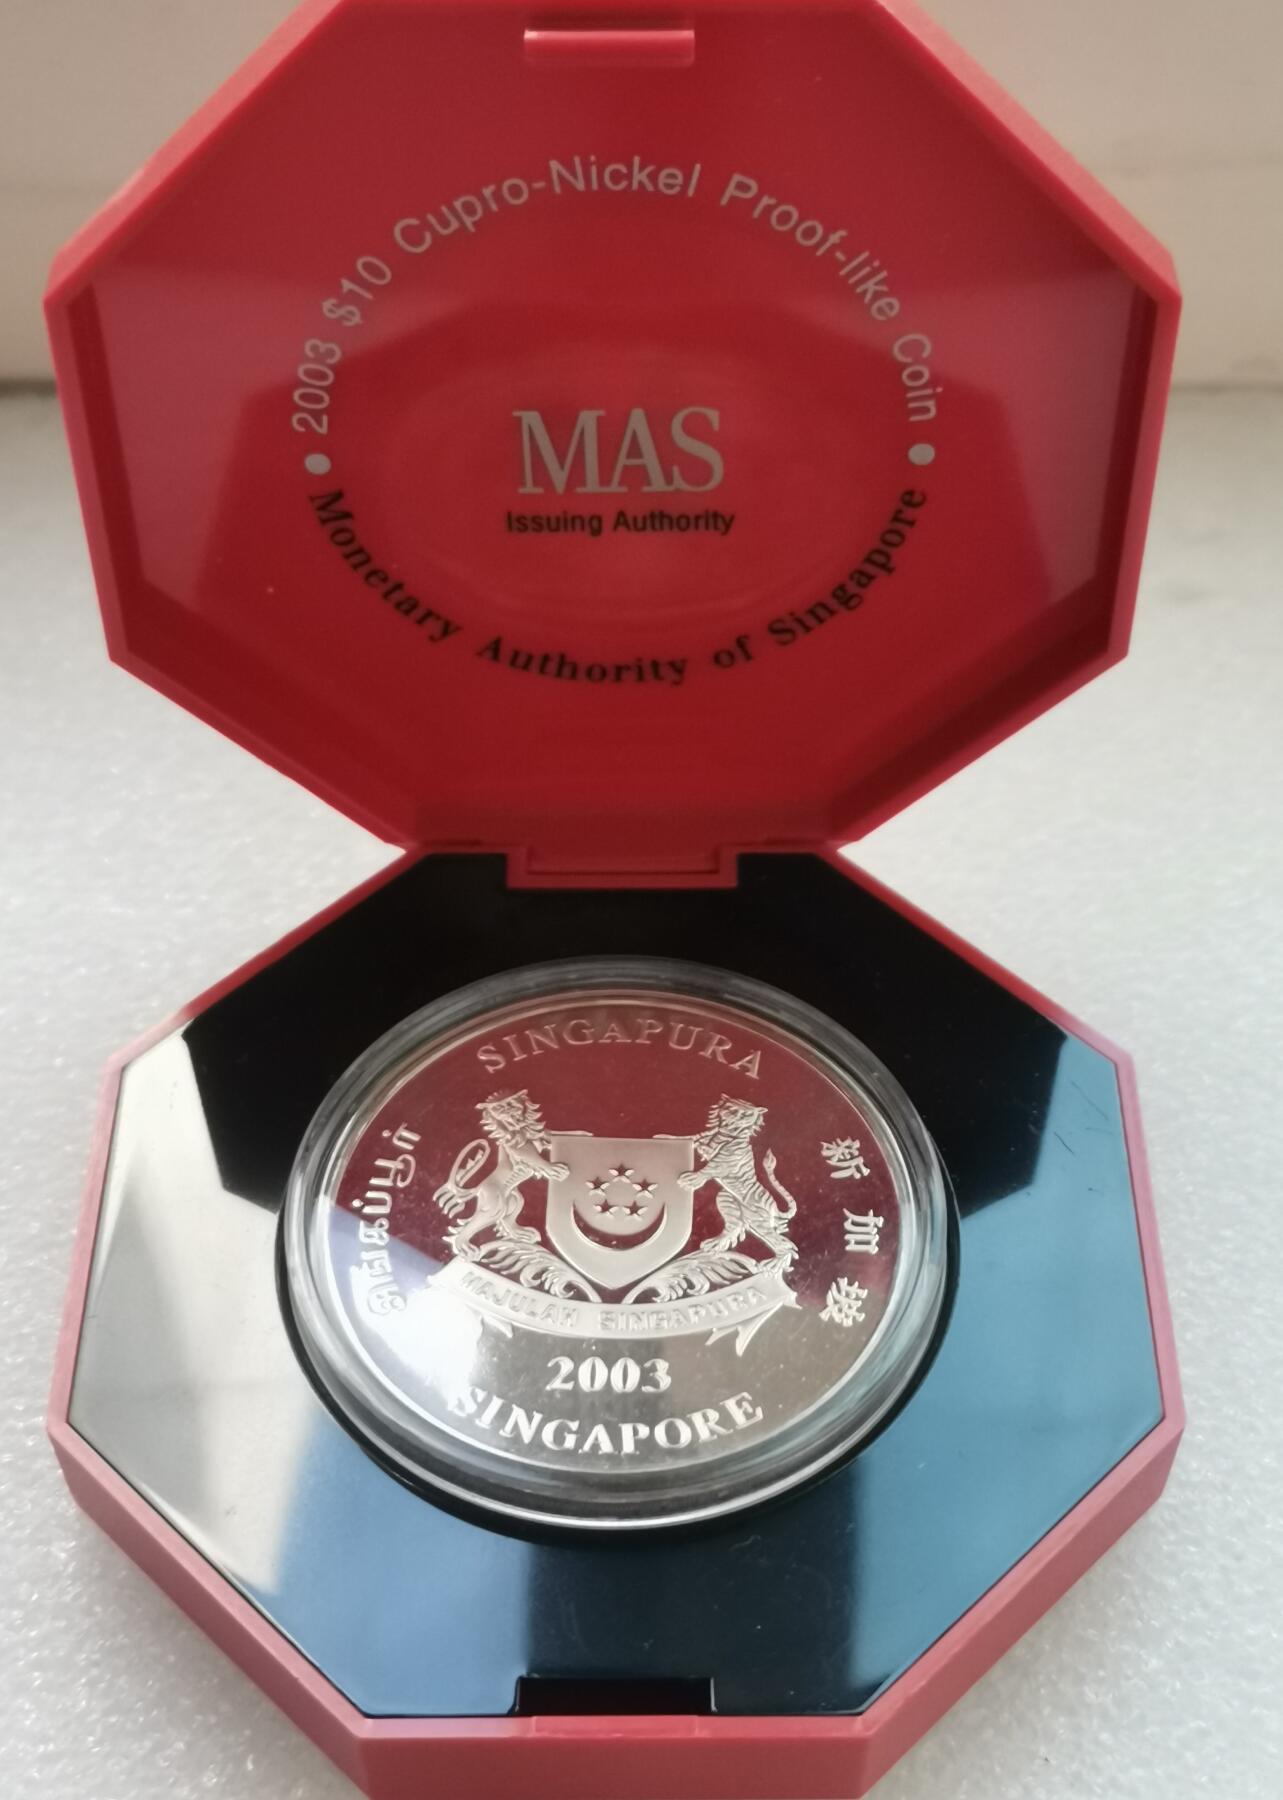 2003 $10 Cupro-Nickel Proof-like Coin
MAS
Issuing Authority
Monetary Authority of Singapore
SINGAPURA
சிங்கப்பூர்
新加坡
MAJULAH SINGAPURA
2003
SINGAPORE